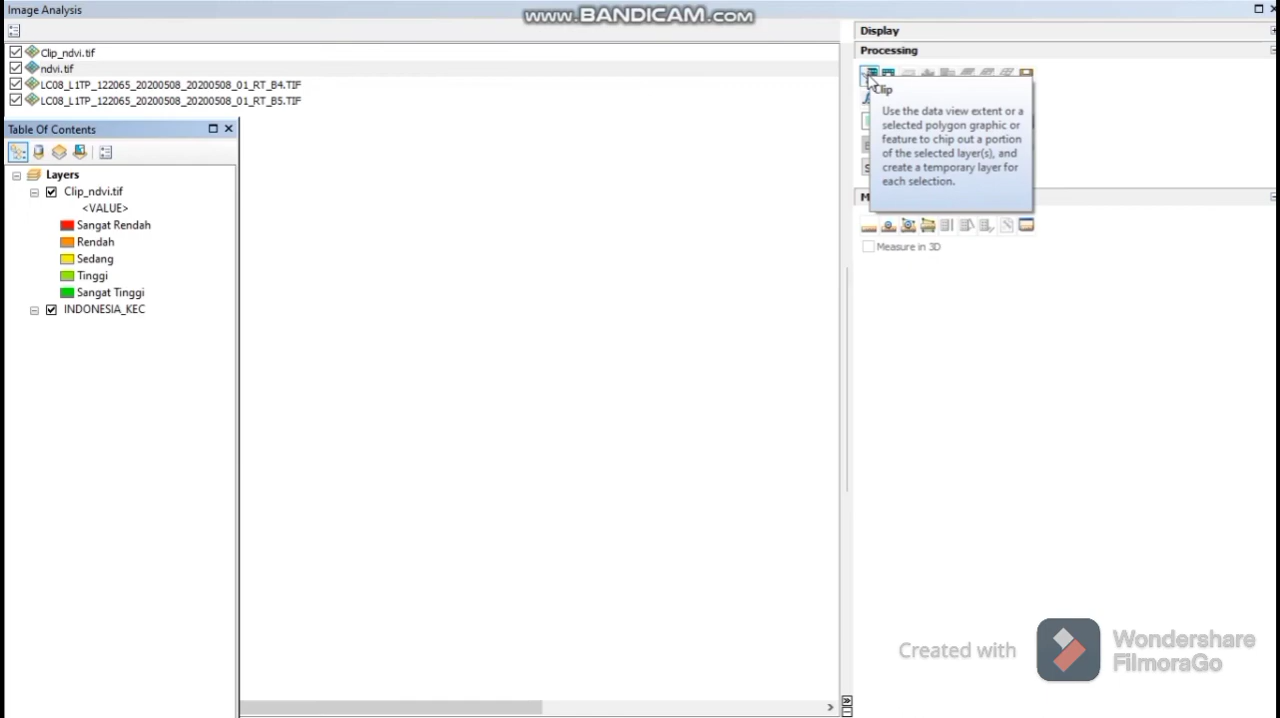 Image Analysis
www.BANDICAM.com
Clip_ndvi.tif
ndvi.tif
LC08_L1TP_122065_20200508_20200508_01_RT_B4.TIF
LC08_L1TP_122065_20200508_20200508_01_RT_B5.TIF
Table Of Contents
Layers
Clip_ndvi.tif
<VALUE>
Sangat Rendah
Rendah
Sedang
Tinggi
Sangat Tinggi
INDONESIA_KEC
Display
Processing
Clip
Use the data view extent or a
selected polygon graphic or
feature to chip out a portion
of the selected layer(s), and
create a temporary layer for
each selection.
Measure in 3D
Created with
Wondershare
FilmoraGo